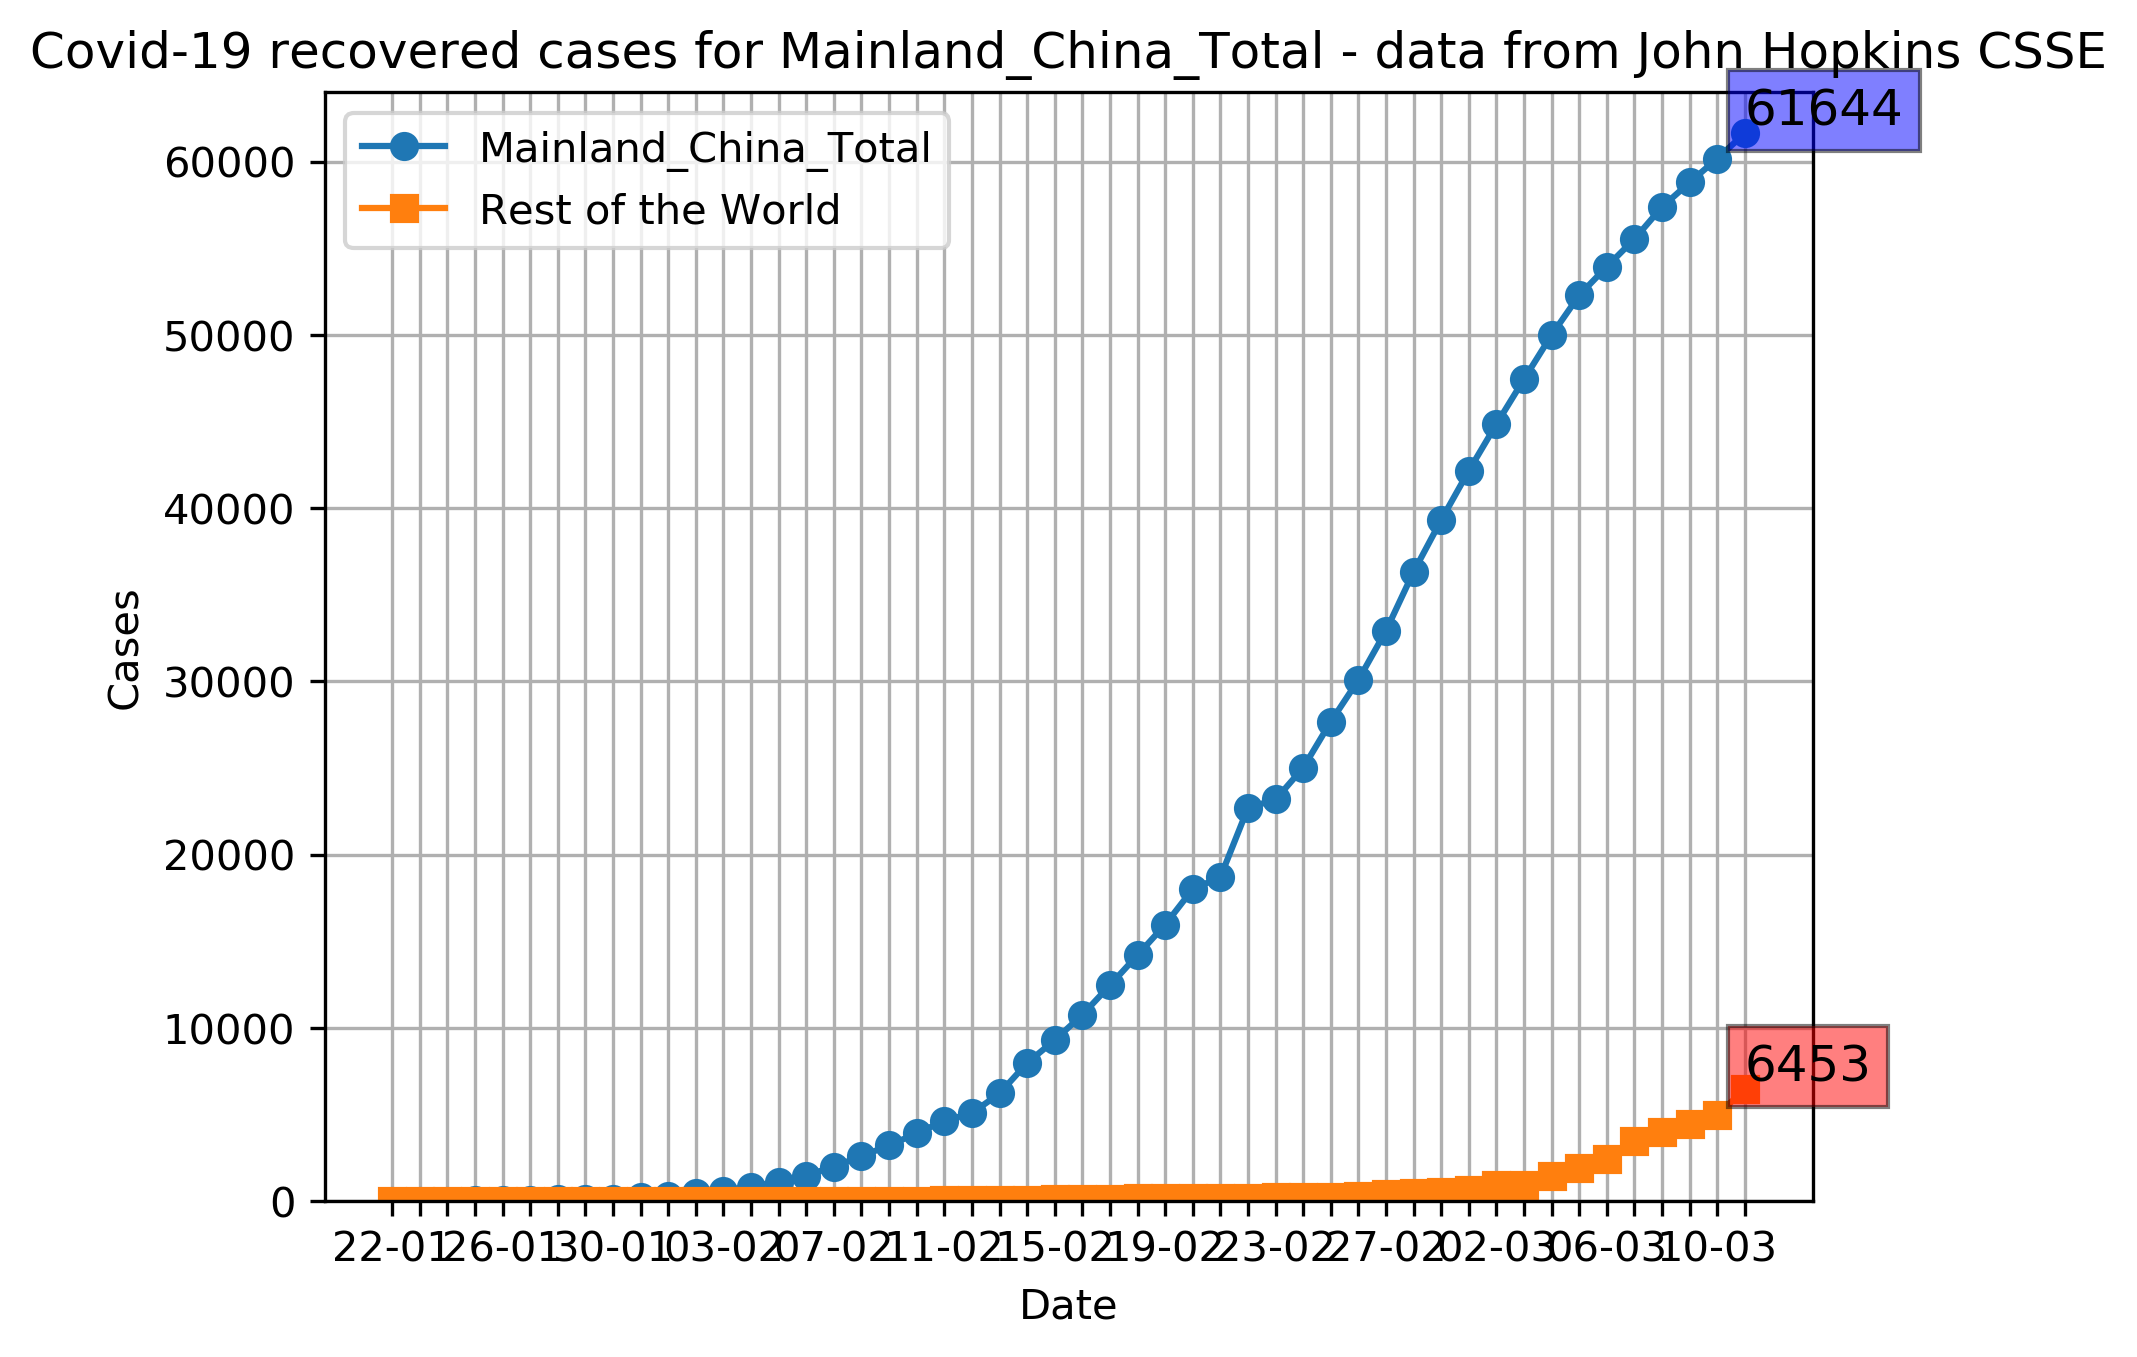 Covid-19 recovered cases for Mainland_China_Total - data from John Hopkins CSSE
61644
Mainland_China_Total
Rest of the World
60000
50000
40000
30000
20000
10000
0
Cases
6453
22-01 26-01 30-01 03-02 07-02 11-02 15-02 19-02 23-02 27-02 02-03 06-03 10-03
Date